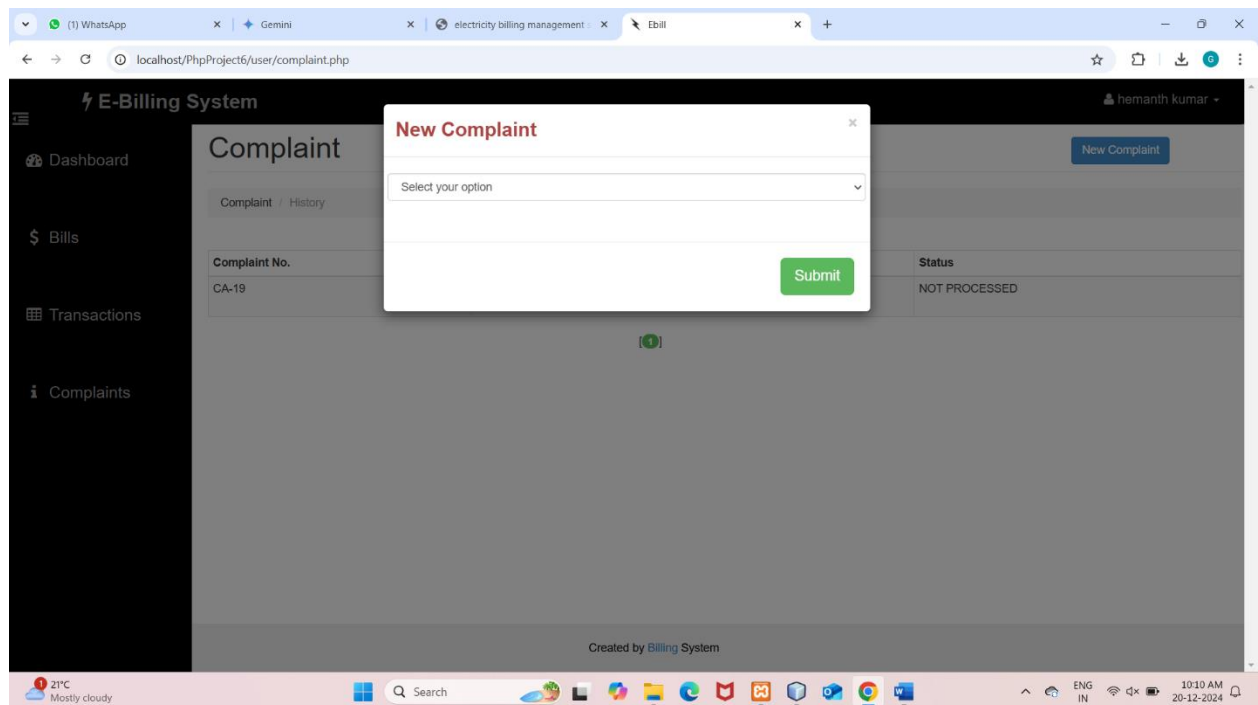 (1) WhatsApp
Gemini
electricity billing management
Ebill
localhost/PhpProject6/user/complaint.php
G
E-Billing System
hemanth kumar
New Complaint
×
Complaint
New Complaint
Dashboard
Select your option
Complaint / History
$ Bills
Complaint No.
Status
Submit
CA-19
NOT PROCESSED
Transactions
[1]
Complaints
Created by Billing System
1
21°C
Mostly cloudy
Search
ENG
IN
10:10 AM
20-12-2024